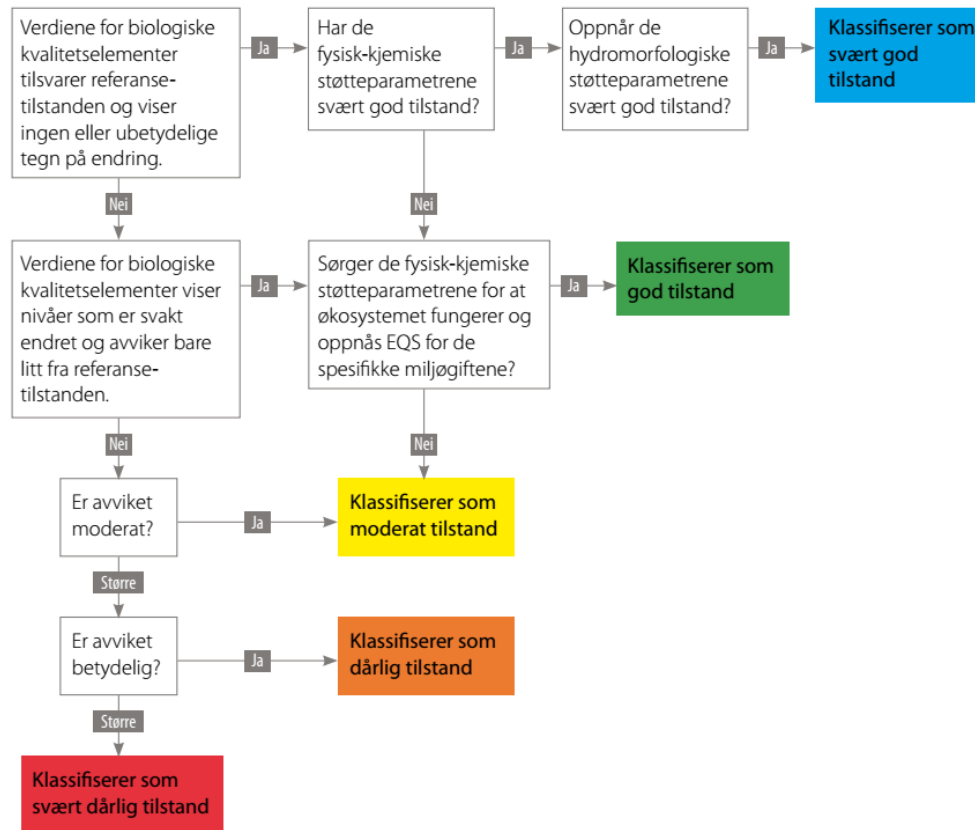 Verdiene for biologiske
kvalitetselementer
tilsvarer referanse-
tilstanden og viser
ingen eller ubetydelige
tegn på endring.
Ja
Har de
fysisk-kjemiske
støtteparametrene
svært god tilstand?
Ja
Oppnår de
hydromorfologiske
støtteparametrene
svært god tilstand?
Ja
Klassifiserer som
svært god
tilstand
Nei
Nei
Verdiene for biologiske
kvalitetselementer viser
nivåer som er svakt
endret og avviker bare
litt fra referanse-
tilstanden.
Ja
Sørger de fysisk-kjemiske
støtteparametrene for at
økosystemet fungerer og
oppnås EQS for de
spesifikke miljøgiftene?
Ja
Klassifiserer som
god tilstand
Nei
Nei
Er avviket
moderat?
Ja
Klassifiserer som
moderat tilstand
Større
Er avviket
betydelig?
Ja
Klassifiserer som
dårlig tilstand
Større
Klassifiserer som
svært dårlig tilstand